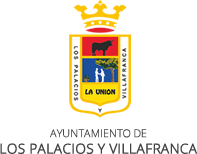 LOS PALACIOS Y VILLAFRANCA
LA UNION
AYUNTAMIENTO DE
LOS PALACIOS Y VILLAFRANCA